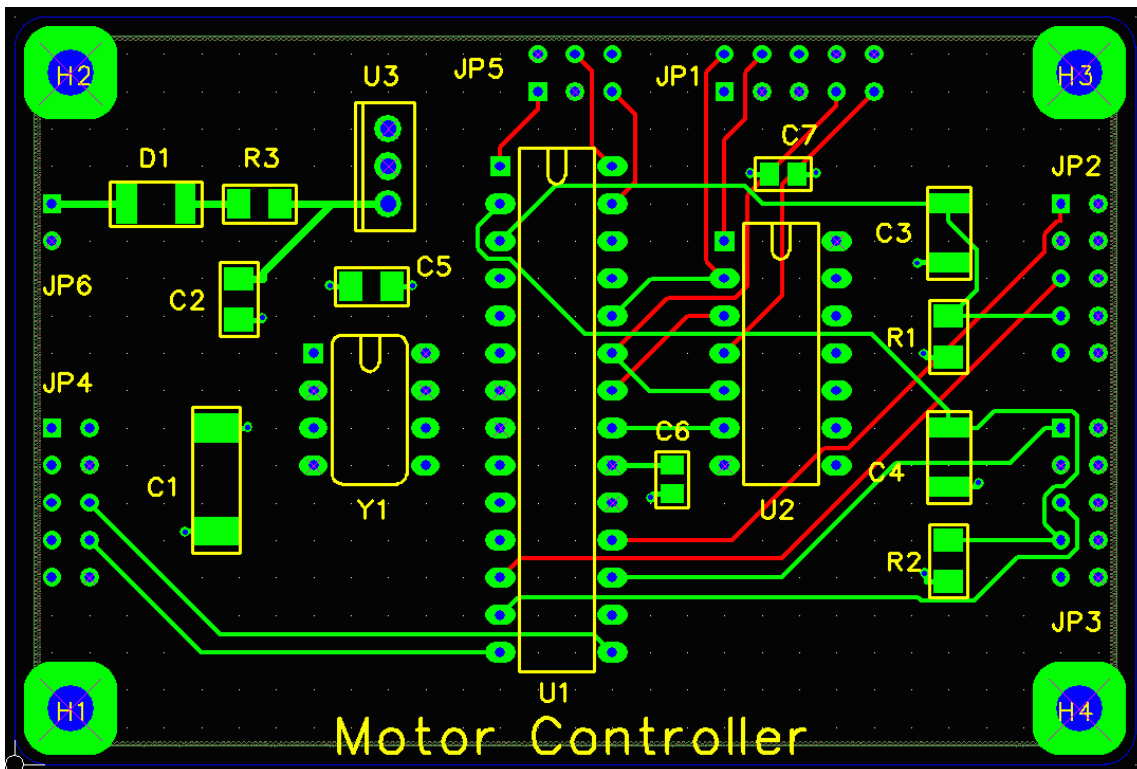 H2
U3
JP5
JP1
H3
D1
R3
C7
JP2
C3
JP6
C2
C5
R1
JP4
C6
C4
C1
Y1
U2
R2
JP3
U1
H1
H4
Motor Controller